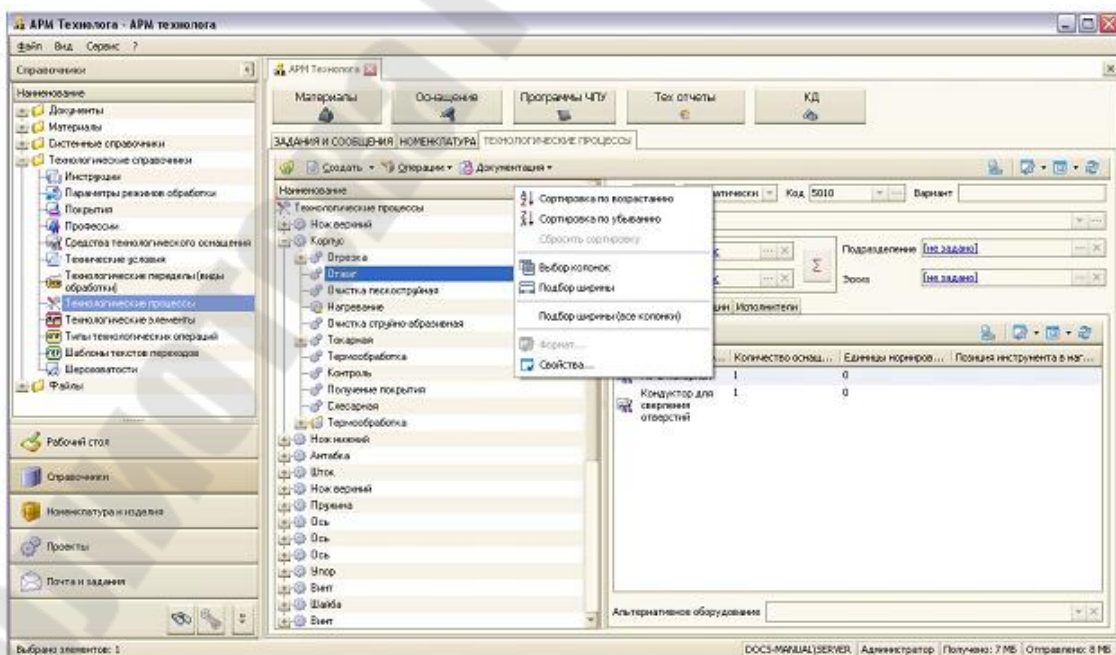 АРМ Технолога - АРМ технолога
Файл Вид Сервис ?
Справочники
Наименование
Документы
Материалы
Системные справочники
Технологические справочники
Инструкции
Параметры режимов обработки
Покрытия
Профессии
Средства технологического оснащения
Технические условия
Технологические переделы (виды
обработки)
Технологические процессы
Технологические элементы
Типы технологических операций
Шаблоны текстов переходов
Шероховатости
Файлы
Рабочий стол
Справочники
Номенклатура и изделия
Проекты
Почта и задания
АРМ Технолога
Материалы Оснащение Программы ЧПУ Тех отчеты КД
ЗАДАНИЯ И СООБЩЕНИЯ НОМЕНКЛАТУРА ТЕХНОЛОГИЧЕСКИЕ ПРОЦЕССЫ
Создать Операции Документация
Наименование
Технологические процессы
Нож верхний
Корпус
Отрезка
Отжиг
Очистка пескоструйная
Нагревание
Очистка струйно-абразивная
Токарная
Термообработка
Контроль
Получение покрытия
Слесарная
Термообработка
Нож нижний
Антабка
Шток
Нож верхний
Пружина
Ось
Ось
Ось
Упор
Винт
Шайба
Винт
Сортировка по возрастанию
Сортировка по убыванию
Сбросить сортировку
Выбор колонок
Подбор ширины
Подбор ширины (все колонки)
Формат...
Свойства...
Код 5010 Вариант
Σ
Подразделение [не задано]
[не задано]
Исполнители
Количество оснащ... Единицы нормиров... Позиция инструмента в маг...
1 0
Кондуктор для 1 0
сверления
отверстий
Альтернативное оборудование
Выбрано элементов: 1
DOCS-MANUAL\SERVER Администратор Получено: 7 МБ Отправлено: 8 МБ